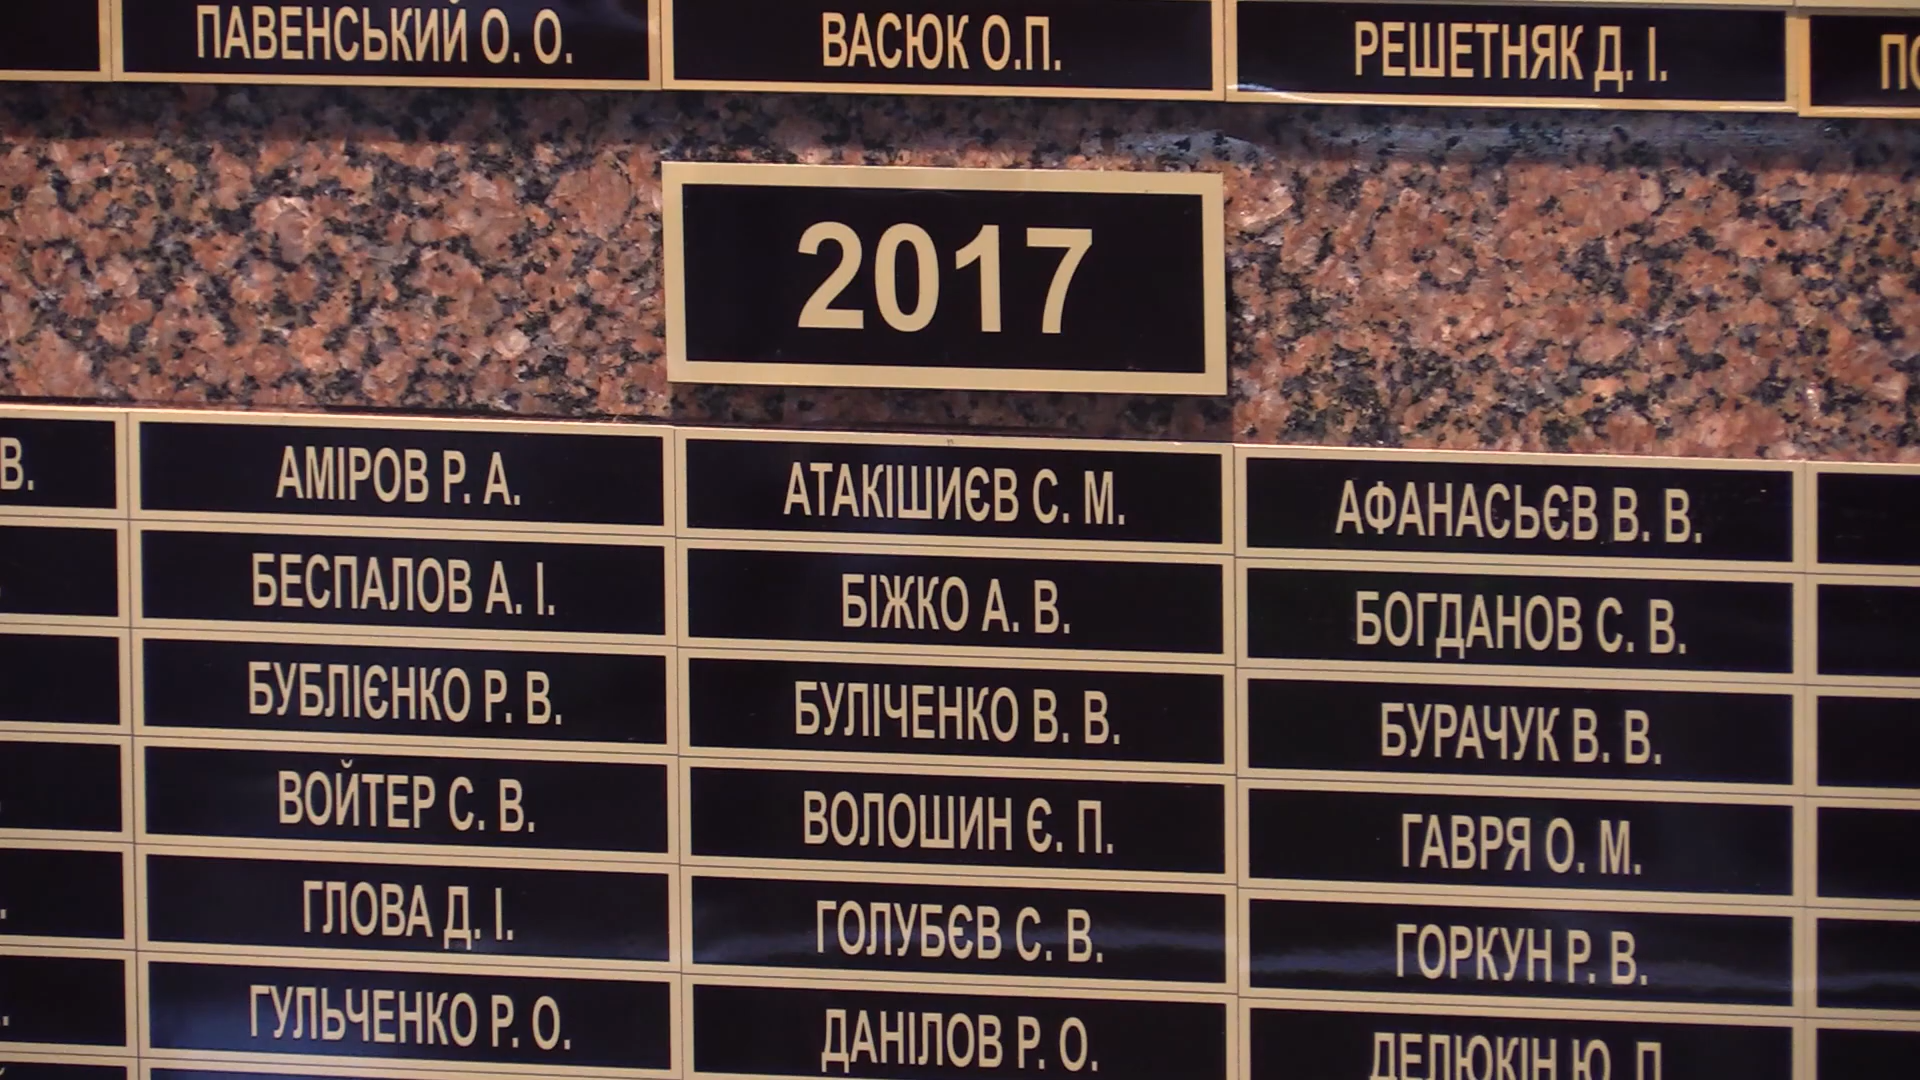 ПАВЕНСЬКИЙ О. О.
ВАСЮК О.П.
РЕШЕТНЯК Д. І.
2017
АМІРОВ Р. А.
АТАКІШИЄВ С. М.
АФАНАСЬЄВ В. В.
БЕСПАЛОВ А. І.
БІЖКО А. В.
БОГДАНОВ С. В.
БУБЛІЄНКО Р. В.
БУЛІЧЕНКО В. В.
БУРАЧУК В. В.
ВОЙТЕР С. В.
ВОЛОШИН Є. П.
ГАВРЯ О. М.
ГЛОВА Д. І.
ГОЛУБЄВ С. В.
ГОРКУН Р. В.
ГУЛЬЧЕНКО Р. О.
ДАНІЛОВ Р. О.
ДЕЛЮКІН Ю. П.